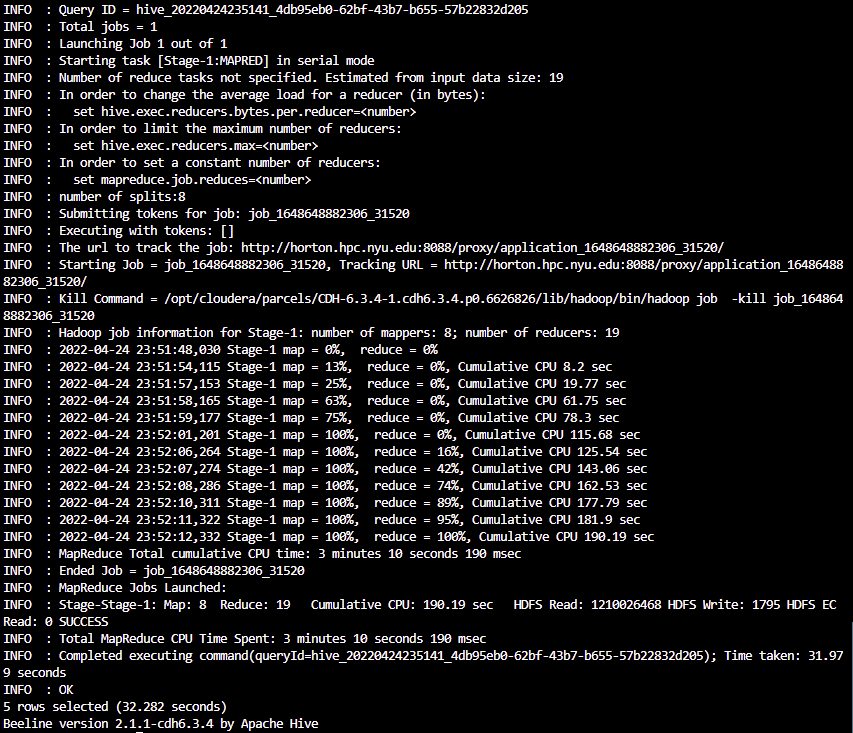 INFO  : Query ID = hive_20220424235141_4db95eb0-62bf-43b7-b655-57b22832d205
INFO  : Total jobs = 1
INFO  : Launching Job 1 out of 1
INFO  : Starting task [Stage-1:MAPRED] in serial mode
INFO  : Number of reduce tasks not specified. Estimated from input data size: 19
INFO  : In order to change the average load for a reducer (in bytes):
INFO  :   set hive.exec.reducers.bytes.per.reducer=<number>
INFO  : In order to limit the maximum number of reducers:
INFO  :   set hive.exec.reducers.max=<number>
INFO  : In order to set a constant number of reducers:
INFO  :   set mapreduce.job.reduces=<number>
INFO  : number of splits:8
INFO  : Submitting tokens for job: job_1648648882306_31520
INFO  : Executing with tokens: []
INFO  : The url to track the job: http://horton.hpc.nyu.edu:8088/proxy/application_1648648882306_31520/
INFO  : Starting Job = job_1648648882306_31520, Tracking URL = http://horton.hpc.nyu.edu:8088/proxy/application_16486488
82306_31520/
INFO  : Kill Command = /opt/cloudera/parcels/CDH-6.3.4-1.cdh6.3.4.p0.6626826/lib/hadoop/bin/hadoop job  -kill job_164864
8882306_31520
INFO  : Hadoop job information for Stage-1: number of mappers: 8; number of reducers: 19
INFO  : 2022-04-24 23:51:48,030 Stage-1 map = 0%,  reduce = 0%
INFO  : 2022-04-24 23:51:54,115 Stage-1 map = 13%,  reduce = 0%, Cumulative CPU 8.2 sec
INFO  : 2022-04-24 23:51:57,153 Stage-1 map = 25%,  reduce = 0%, Cumulative CPU 19.77 sec
INFO  : 2022-04-24 23:51:58,165 Stage-1 map = 63%,  reduce = 0%, Cumulative CPU 61.75 sec
INFO  : 2022-04-24 23:51:59,177 Stage-1 map = 75%,  reduce = 0%, Cumulative CPU 78.3 sec
INFO  : 2022-04-24 23:52:01,201 Stage-1 map = 100%,  reduce = 0%, Cumulative CPU 115.68 sec
INFO  : 2022-04-24 23:52:06,264 Stage-1 map = 100%,  reduce = 16%, Cumulative CPU 125.54 sec
INFO  : 2022-04-24 23:52:07,274 Stage-1 map = 100%,  reduce = 42%, Cumulative CPU 143.06 sec
INFO  : 2022-04-24 23:52:08,286 Stage-1 map = 100%,  reduce = 74%, Cumulative CPU 162.53 sec
INFO  : 2022-04-24 23:52:10,311 Stage-1 map = 100%,  reduce = 89%, Cumulative CPU 177.79 sec
INFO  : 2022-04-24 23:52:11,322 Stage-1 map = 100%,  reduce = 95%, Cumulative CPU 181.9 sec
INFO  : 2022-04-24 23:52:12,332 Stage-1 map = 100%,  reduce = 100%, Cumulative CPU 190.19 sec
INFO  : MapReduce Total cumulative CPU time: 3 minutes 10 seconds 190 msec
INFO  : Ended Job = job_1648648882306_31520
INFO  : MapReduce Jobs Launched:
INFO  : Stage-Stage-1: Map: 8  Reduce: 19   Cumulative CPU: 190.19 sec   HDFS Read: 1210026468 HDFS Write: 1795 HDFS EC
Read: 0 SUCCESS
INFO  : Total MapReduce CPU Time Spent: 3 minutes 10 seconds 190 msec
INFO  : Completed executing command(queryId=hive_20220424235141_4db95eb0-62bf-43b7-b655-57b22832d205); Time taken: 31.97
9 seconds
INFO  : OK
5 rows selected (32.282 seconds)
Beeline version 2.1.1-cdh6.3.4 by Apache Hive